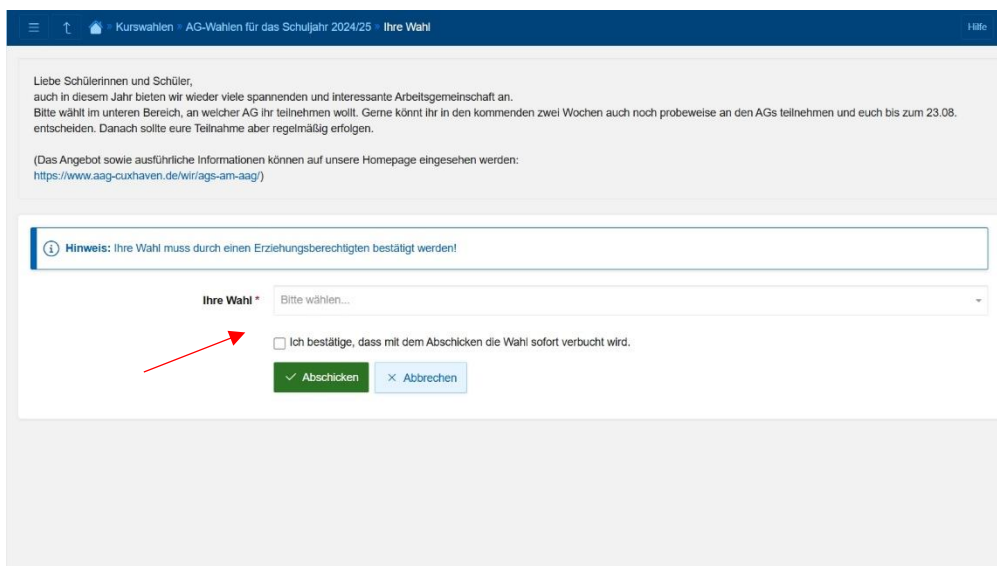 Kurswahlen » AG-Wahlen für das Schuljahr 2024/25 » Ihre Wahl Hilfe
Liebe Schülerinnen und Schüler,
auch in diesem Jahr bieten wir wieder viele spannenden und interessante Arbeitsgemeinschaft an.
Bitte wählt im unteren Bereich, an welcher AG ihr teilnehmen wollt. Gerne könnt ihr in den kommenden zwei Wochen auch noch probeweise an den AGs teilnehmen und euch bis zum 23.08.
entscheiden. Danach sollte eure Teilnahme aber regelmäßig erfolgen.
(Das Angebot sowie ausführliche Informationen können auf unsere Homepage eingesehen werden:
https://www.aag-cuxhaven.de/wir/ags-am-aag/)
Hinweis: Ihre Wahl muss durch einen Erziehungsberechtigten bestätigt werden!
Ihre Wahl * Bitte wählen...
Ich bestätige, dass mit dem Abschicken die Wahl sofort verbucht wird.
Abschicken Abbrechen